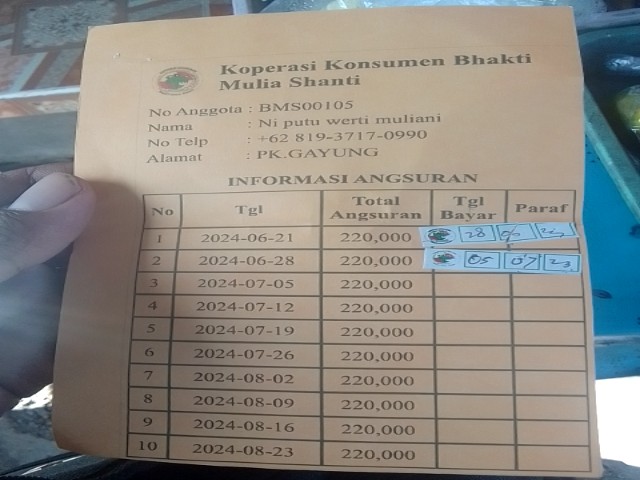 Koperasi Konsumen Bhakti
Mulia Shanti
No Anggota : BMS00105
Nama : Ni putu werti muliani
No Telp : +62 819-3717-0990
Alamat : PK.GAYUNG
INFORMASI ANGSURAN
No Tgl Total Angsuran Tgl Bayar Paraf
1 2024-06-21 220,000 28 06
2 2024-06-28 220,000 05 07 23
3 2024-07-05 220,000
4 2024-07-12 220,000
5 2024-07-19 220,000
6 2024-07-26 220,000
7 2024-08-02 220,000
8 2024-08-09 220,000
9 2024-08-16 220,000
10 2024-08-23 220,000